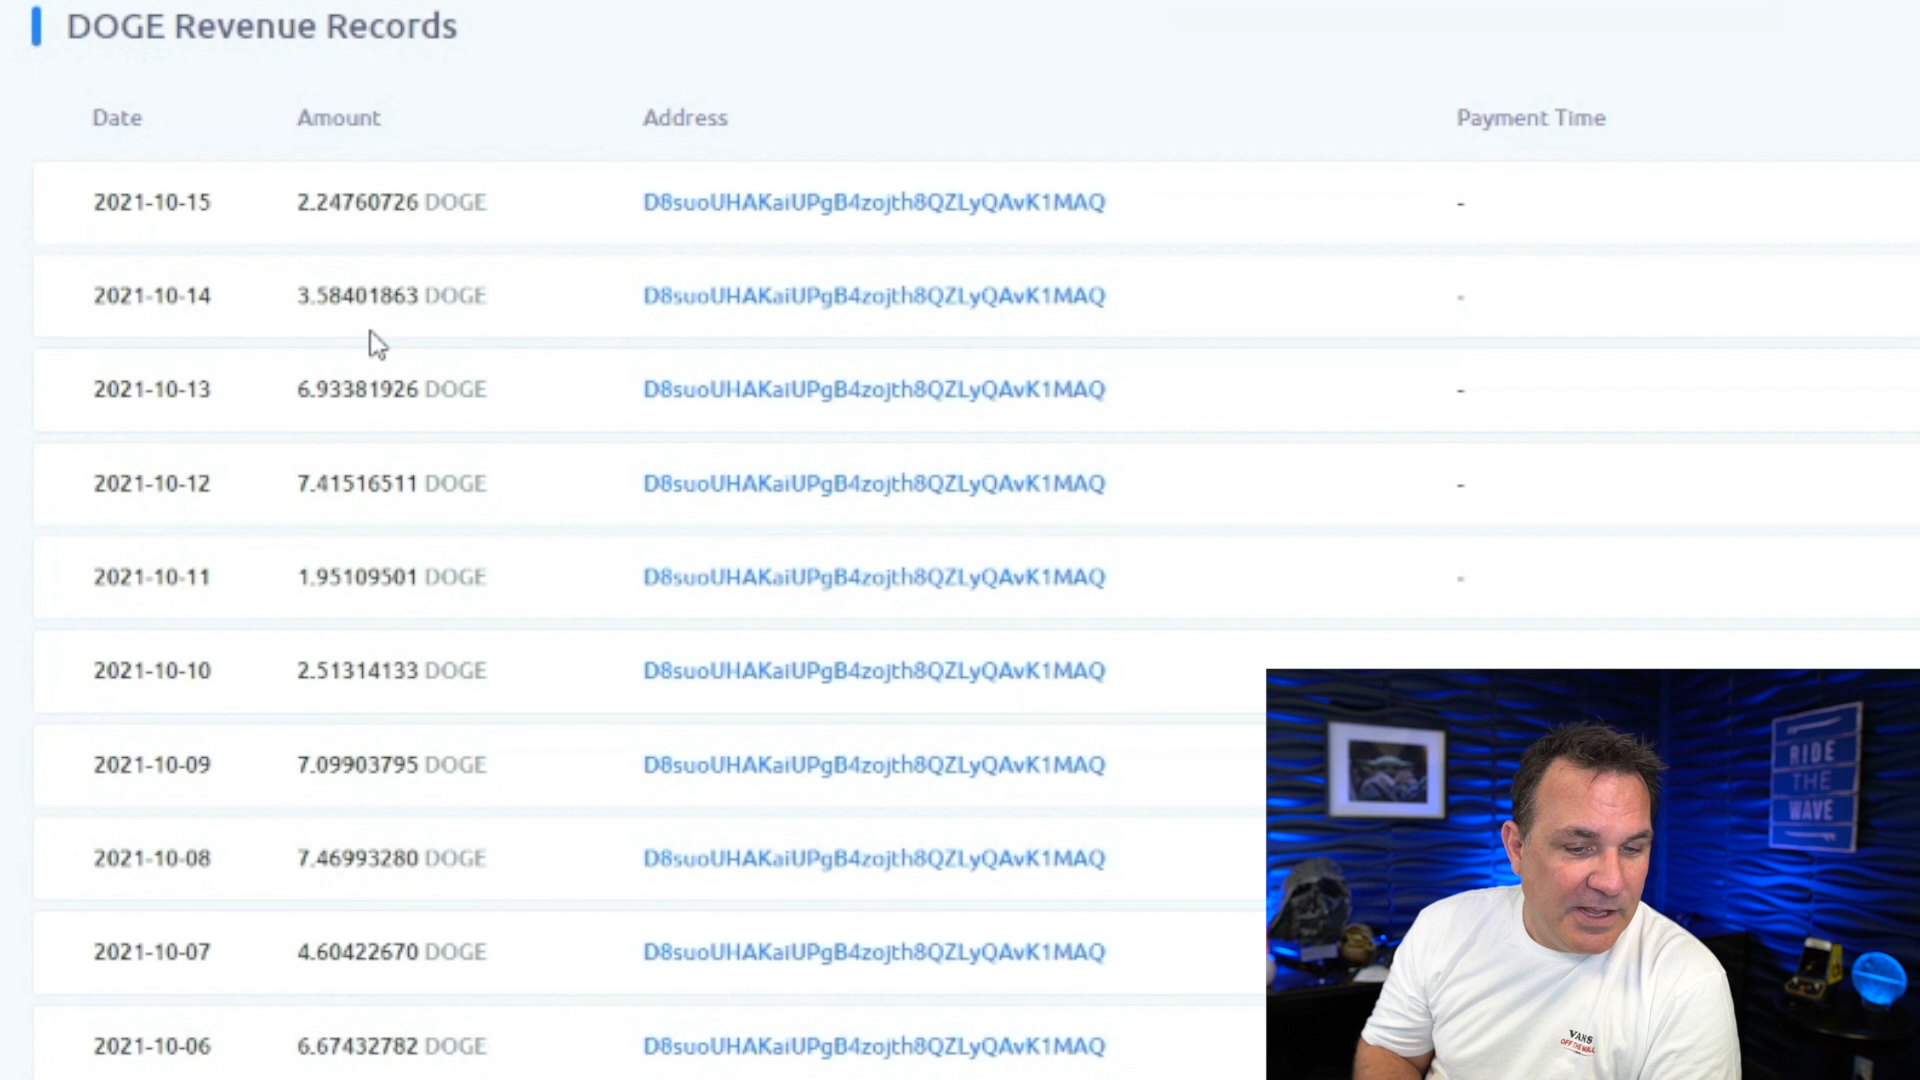 DOGE Revenue Records
Date Amount Address Payment Time
2021-10-15 2.24760726 DOGE D8suoUHAKaiUPgB4zojth8QZLyQAvK1MAQ -
2021-10-14 3.58401863 DOGE D8suoUHAKaiUPgB4zojth8QZLyQAvK1MAQ -
2021-10-13 6.93381926 DOGE D8suoUHAKaiUPgB4zojth8QZLyQAvK1MAQ -
2021-10-12 7.41516511 DOGE D8suoUHAKaiUPgB4zojth8QZLyQAvK1MAQ -
2021-10-11 1.95109501 DOGE D8suoUHAKaiUPgB4zojth8QZLyQAvK1MAQ -
2021-10-10 2.51314133 DOGE D8suoUHAKaiUPgB4zojth8QZLyQAvK1MAQ
2021-10-09 7.09903795 DOGE D8suoUHAKaiUPgB4zojth8QZLyQAvK1MAQ
2021-10-08 7.46993280 DOGE D8suoUHAKaiUPgB4zojth8QZLyQAvK1MAQ
2021-10-07 4.60422670 DOGE D8suoUHAKaiUPgB4zojth8QZLyQAvK1MAQ
2021-10-06 6.67432782 DOGE D8suoUHAKaiUPgB4zojth8QZLyQAvK1MAQ
RIDE
THE
WAVE
VANS
OFF THE WALL